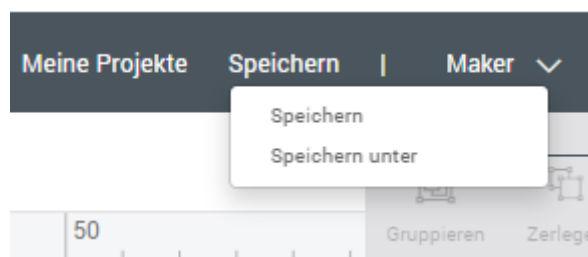 Meine Projekte Speichern | Maker
Speichern
Speichern unter
50
Gruppieren Zerlege